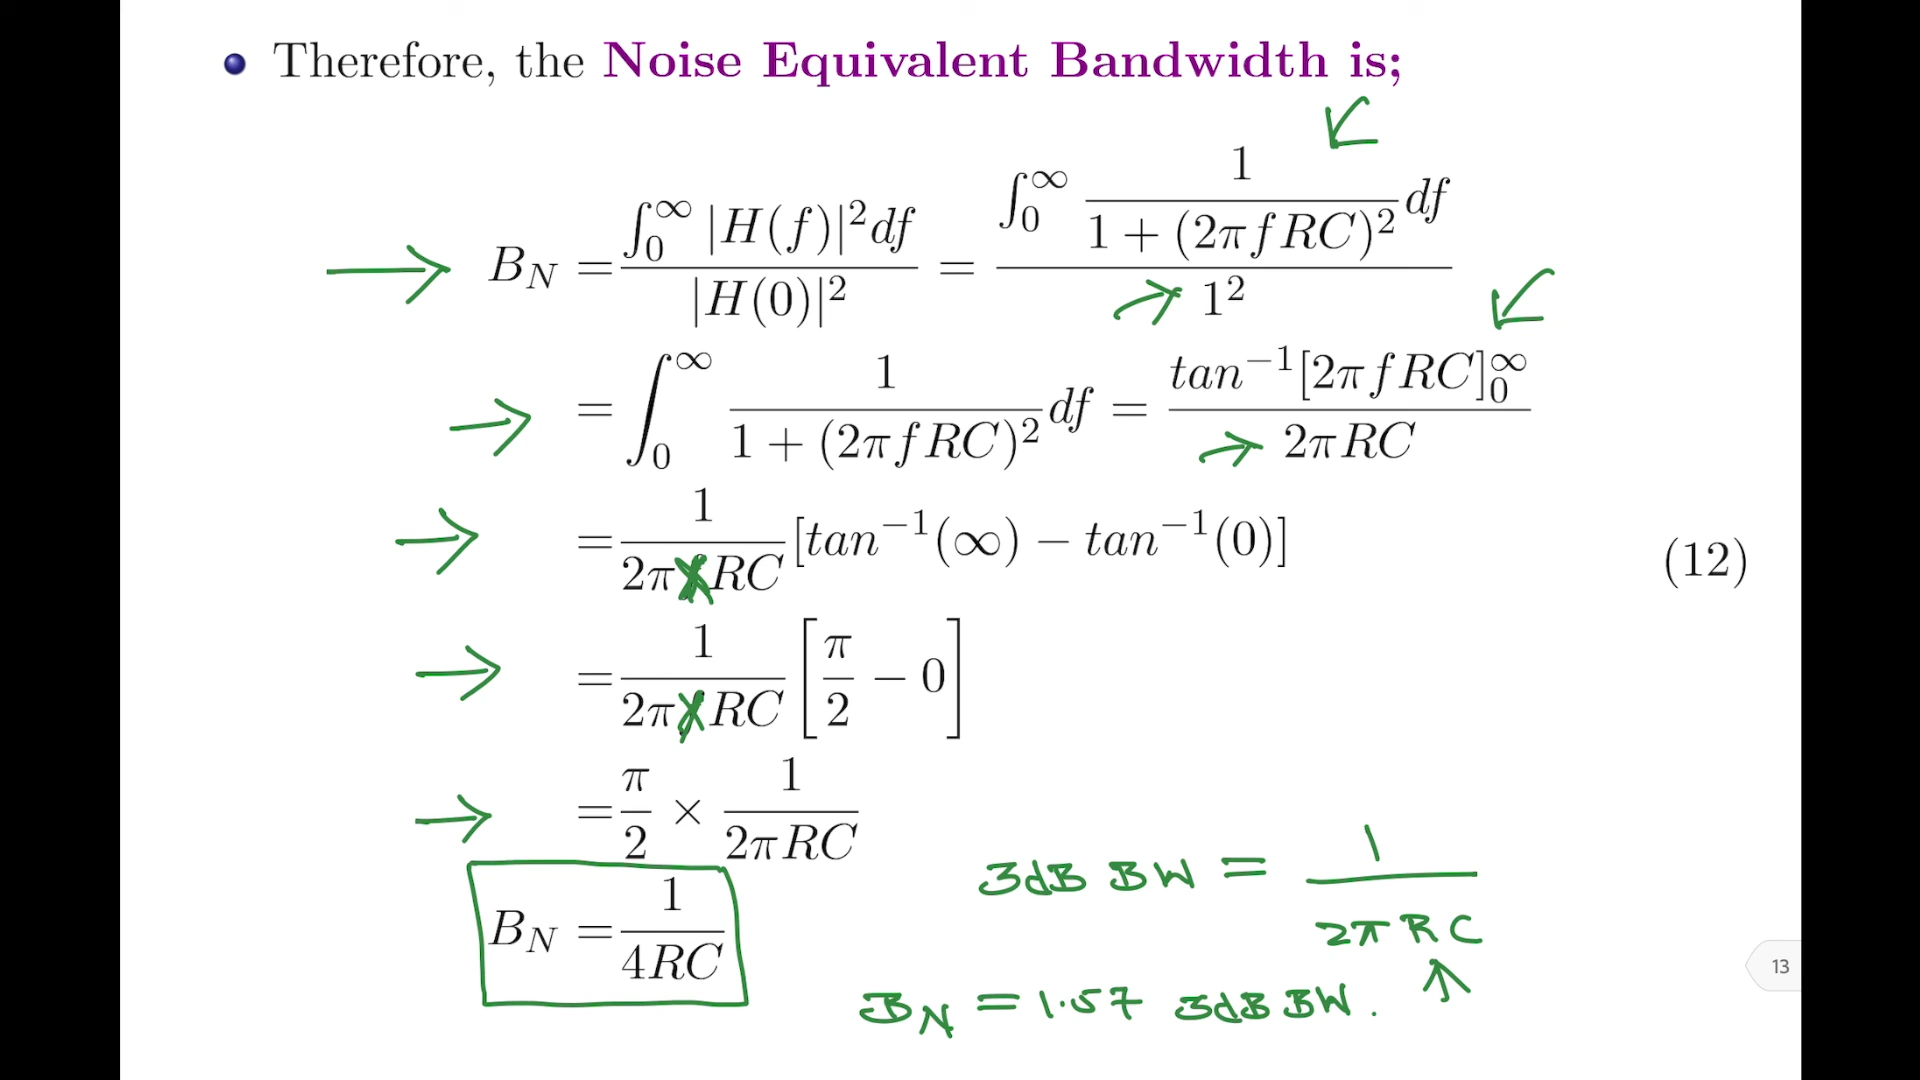 Therefore, the Noise Equivalent Bandwidth is;
B_N = ∫_0^∞ |H(f)|^2 df / |H(0)|^2 = ∫_0^∞ 1 / (1 + (2πfRC)^2) df / 1^2
= ∫_0^∞ 1 / (1 + (2πfRC)^2) df = tan^{-1}[2πfRC]_0^∞ / 2πRC
= 1 / 2πfRC [tan^{-1}(∞) − tan^{-1}(0)]
(12)
= 1 / 2πfRC [π/2 − 0]
= π/2 × 1 / 2πRC
B_N = 1 / 4RC
3dB BW = 1 / 2πRC
B_N = 1.57 3dB BW.
13